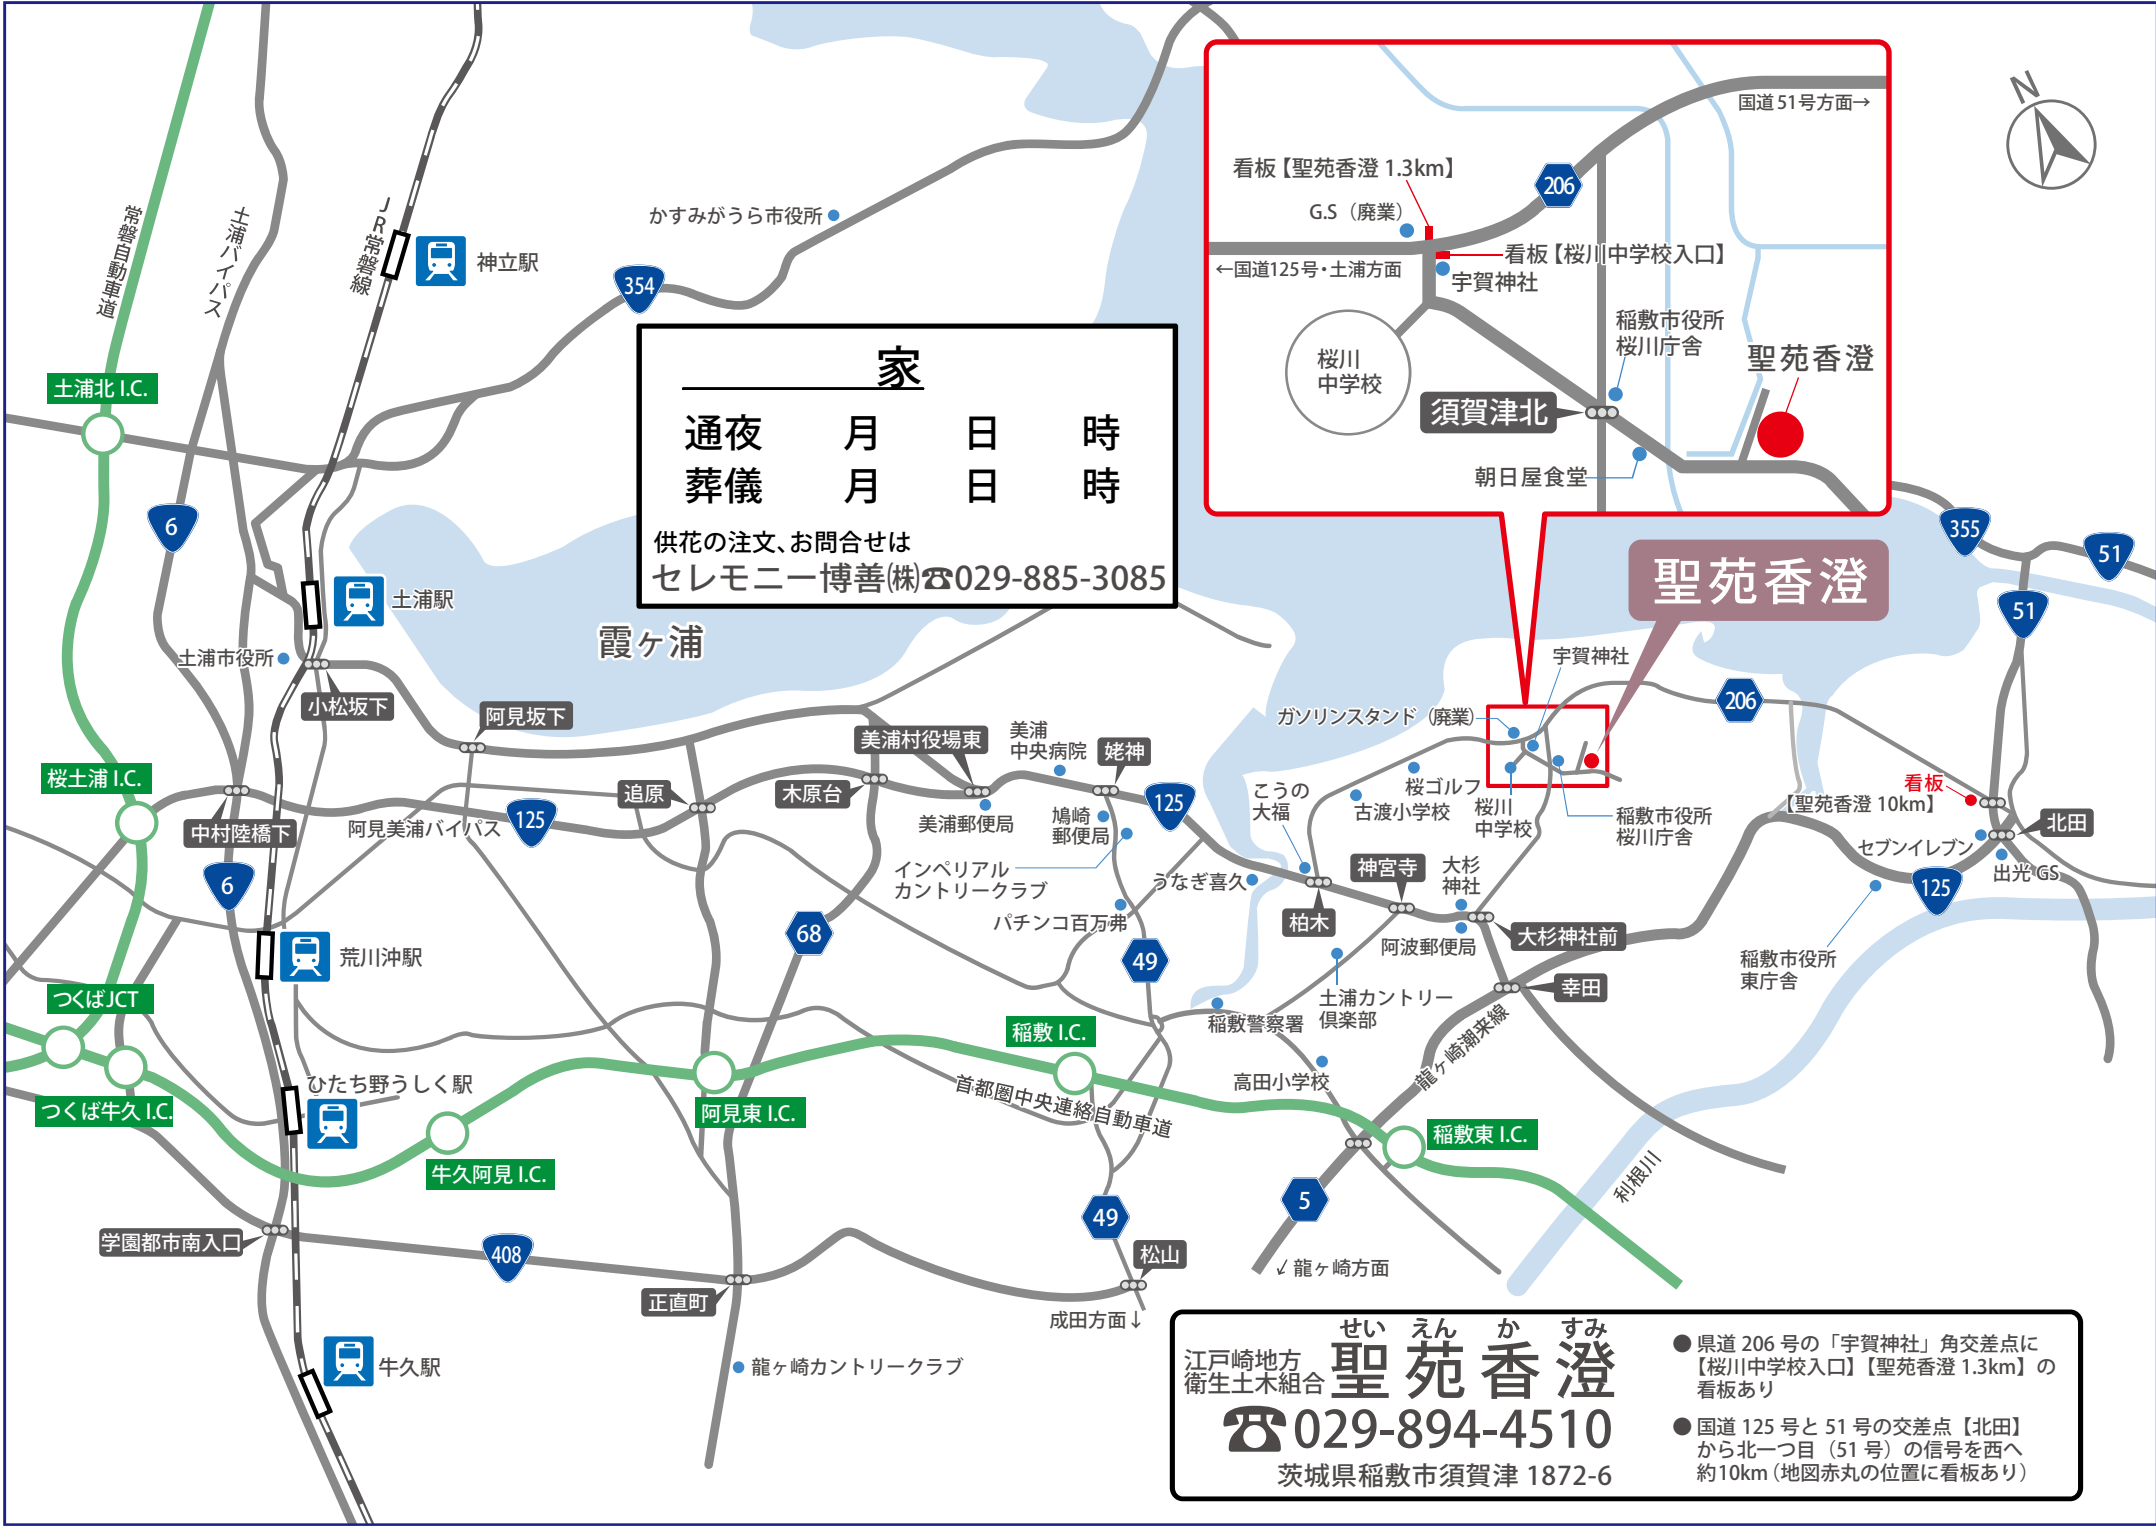 国道51号方面→
看板【聖苑香澄 1.3km】
206
G.S（廃業）
看板【桜川中学校入口】
←国道125号・土浦方面
宇賀神社
稲敷市役所
桜川庁舎
桜川
中学校
聖苑香澄
須賀津北
朝日屋食堂
N
常磐自動車道
土浦バイパス
JR常磐線
神立駅
かすみがうら市役所
354
土浦北 I.C.
家
通夜 月 日 時
葬儀 月 日 時
供花の注文、お問合せは
セレモニー博善㈱☎029-885-3085
6
355
51
51
聖苑香澄
土浦駅
霞ヶ浦
土浦市役所
小松坂下
阿見坂下
宇賀神社
206
ガソリンスタンド（廃業）
美浦村役場東
美浦
中央病院
姥神
桜土浦 I.C.
追原
木原台
125
こうの
大福
桜ゴルフ
古渡小学校
桜川
中学校
稲敷市役所
桜川庁舎
看板
【聖苑香澄 10km】
北田
中村陸橋下
阿見美浦バイパス
125
美浦郵便局
鳩崎
郵便局
セブンイレブン
出光 GS
6
インペリアル
カントリークラブ
うなぎ喜久
神宮寺
大杉
神社
125
パチンコ百万弗
柏木
68
49
阿波郵便局
大杉神社前
荒川沖駅
稲敷市役所
東庁舎
つくばJCT
土浦カントリー
倶楽部
幸田
稲敷 I.C.
稲敷警察署
龍ヶ崎潮来線
ひたち野うしく駅
高田小学校
首都圏中央連絡自動車道
つくば牛久 I.C.
阿見東 I.C.
稲敷東 I.C.
牛久阿見 I.C.
利根川
5
49
学園都市南入口
408
松山
↙龍ヶ崎方面
正直町
成田方面↓
牛久駅
龍ヶ崎カントリークラブ
江戸崎地方
衛生土木組合
せい えん か すみ
聖苑香澄
☎029-894-4510
茨城県稲敷市須賀津 1872-6
● 県道 206 号の「宇賀神社」角交差点に
【桜川中学校入口】【聖苑香澄 1.3km】の
看板あり
● 国道 125 号と 51 号の交差点【北田】
から北一つ目（51 号）の信号を西へ
約10km（地図赤丸の位置に看板あり）